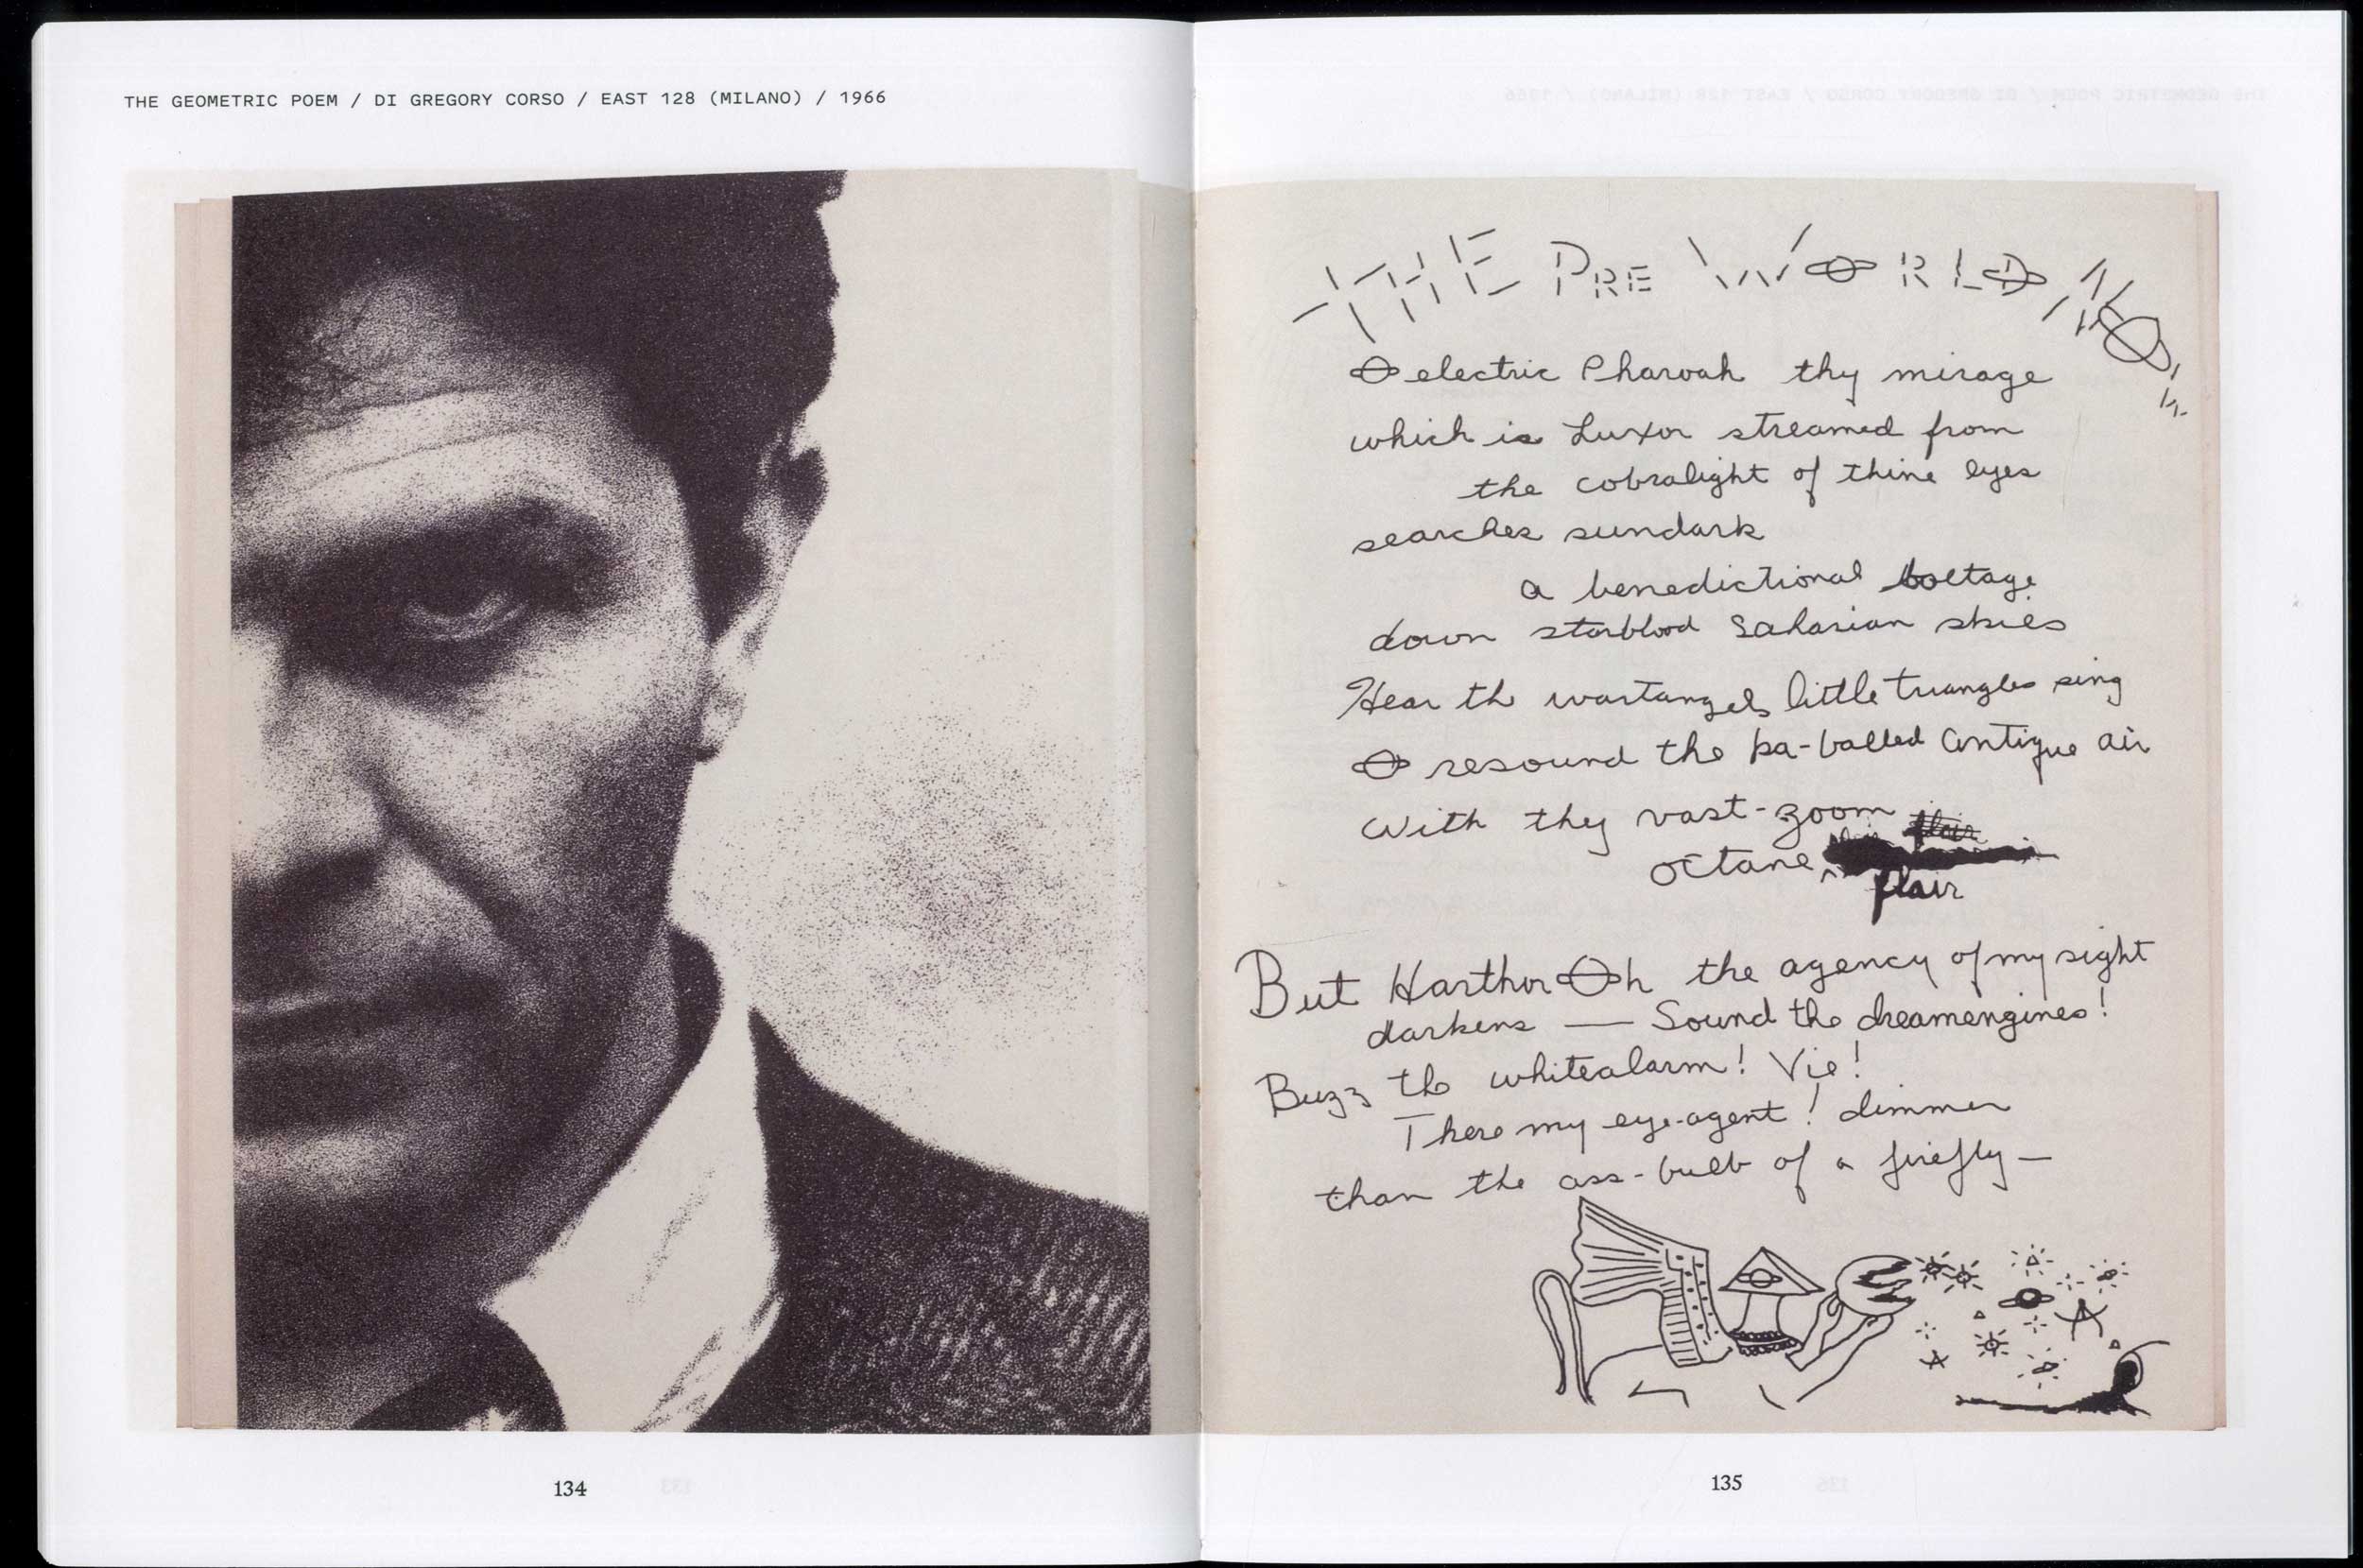 THE GEOMETRIC POEM / DI GREGORY CORSO / EAST 128 (MILANO) / 1966
134
THE PRE WORLD
O electric Pharoah thy mirage
which is Luxor streamed from
the cobralight of thine eyes
searches sundark
a benedictional voltage
down starblood Saharian skies
Hear th wartangels little triangles sing
O resound the ba-balled antique air
With thy vast-zoom flair
octane
flair
But Harthor Oh the agency of my sight
darkens — Sound the dreamengines!
Buzz the whitealarm! Vie!
There my eye-agent! dimmer
than the ass-bulb of a firefly —
135